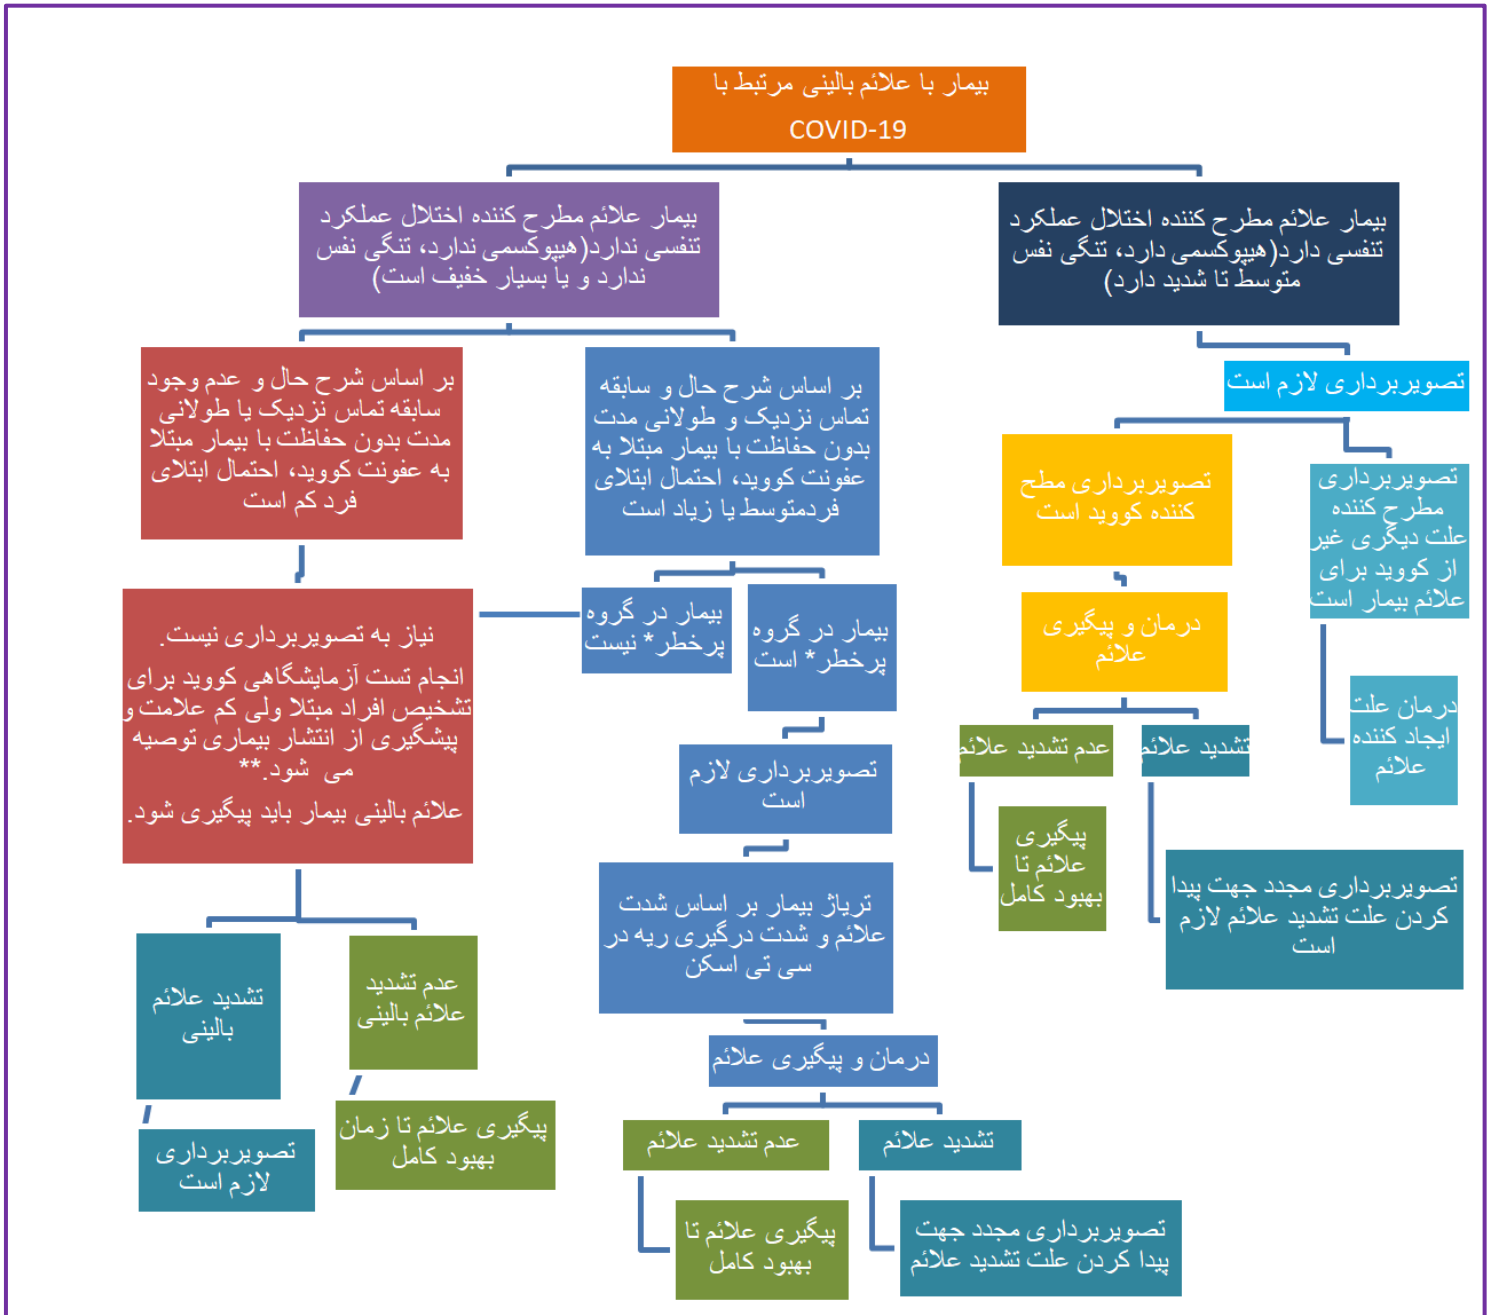 بیمار با علائم بالینی مرتبط با
COVID-19
بیمار علائم مطرح کننده اختلال عملکرد
تنفسی دارد(هیپوکسمی دارد، تنگی نفس
متوسط تا شدید دارد)
بیمار علائم مطرح کننده اختلال عملکرد
تنفسی ندارد(هیپوکسمی ندارد، تنگی نفس
ندارد و یا بسیار خفیف است)
تصویربرداری لازم است
تصویربرداری
مطرح کننده
علت دیگری غیر
از کووید برای
علائم بیمار است
درمان علت
ایجاد کننده
علائم
تصویربرداری مطح
کننده کووید است
درمان و پیگیری
علائم
تشدید علائم
تصویربرداری مجدد جهت پیدا
کردن علت تشدید علائم لازم
است
عدم تشدید علائم
پیگیری
علائم تا
بهبود کامل
بر اساس شرح حال و سابقه
تماس نزدیک و طولانی مدت
بدون حفاظت با بیمار مبتلا به
عفونت کووید، احتمال ابتلای
فردمتوسط یا زیاد است
بیمار در گروه
پرخطر* است
تصویربرداری لازم
است
تریاژ بیمار بر اساس شدت
علائم و شدت درگیری ریه در
سی تی اسکن
درمان و پیگیری علائم
تشدید علائم
تصویربرداری مجدد جهت
پیدا کردن علت تشدید علائم
عدم تشدید علائم
پیگیری علائم تا
بهبود کامل
بیمار در گروه
پرخطر* نیست
بر اساس شرح حال و عدم وجود
سابقه تماس نزدیک یا طولانی
مدت بدون حفاظت با بیمار مبتلا
به عفونت کووید، احتمال ابتلای
فرد کم است
نیاز به تصویربرداری نیست.
انجام تست آزمایشگاهی کووید برای
تشخیص افراد مبتلا ولی کم علامت و
پیشگیری از انتشار بیماری توصیه
می شود.**
علائم بالینی بیمار باید پیگیری شود.
عدم تشدید
علائم بالینی
پیگیری علائم تا زمان
بهبود کامل
تشدید علائم
بالینی
تصویربرداری
لازم است